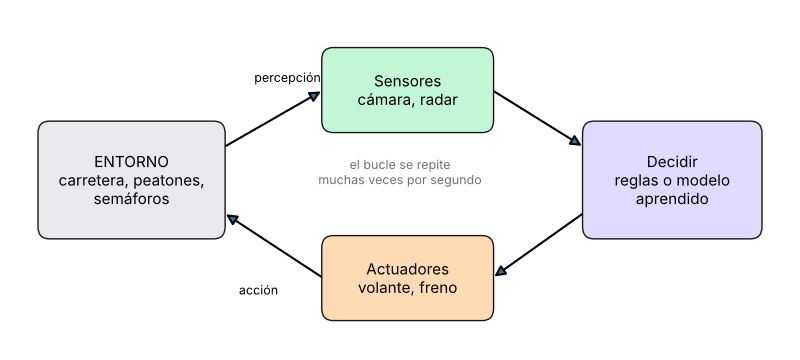 percepción
Sensores
cámara, radar
ENTORNO
carretera, peatones,
semáforos
el bucle se repite
muchas veces por segundo
Decidir
reglas o modelo
aprendido
Actuadores
volante, freno
acción